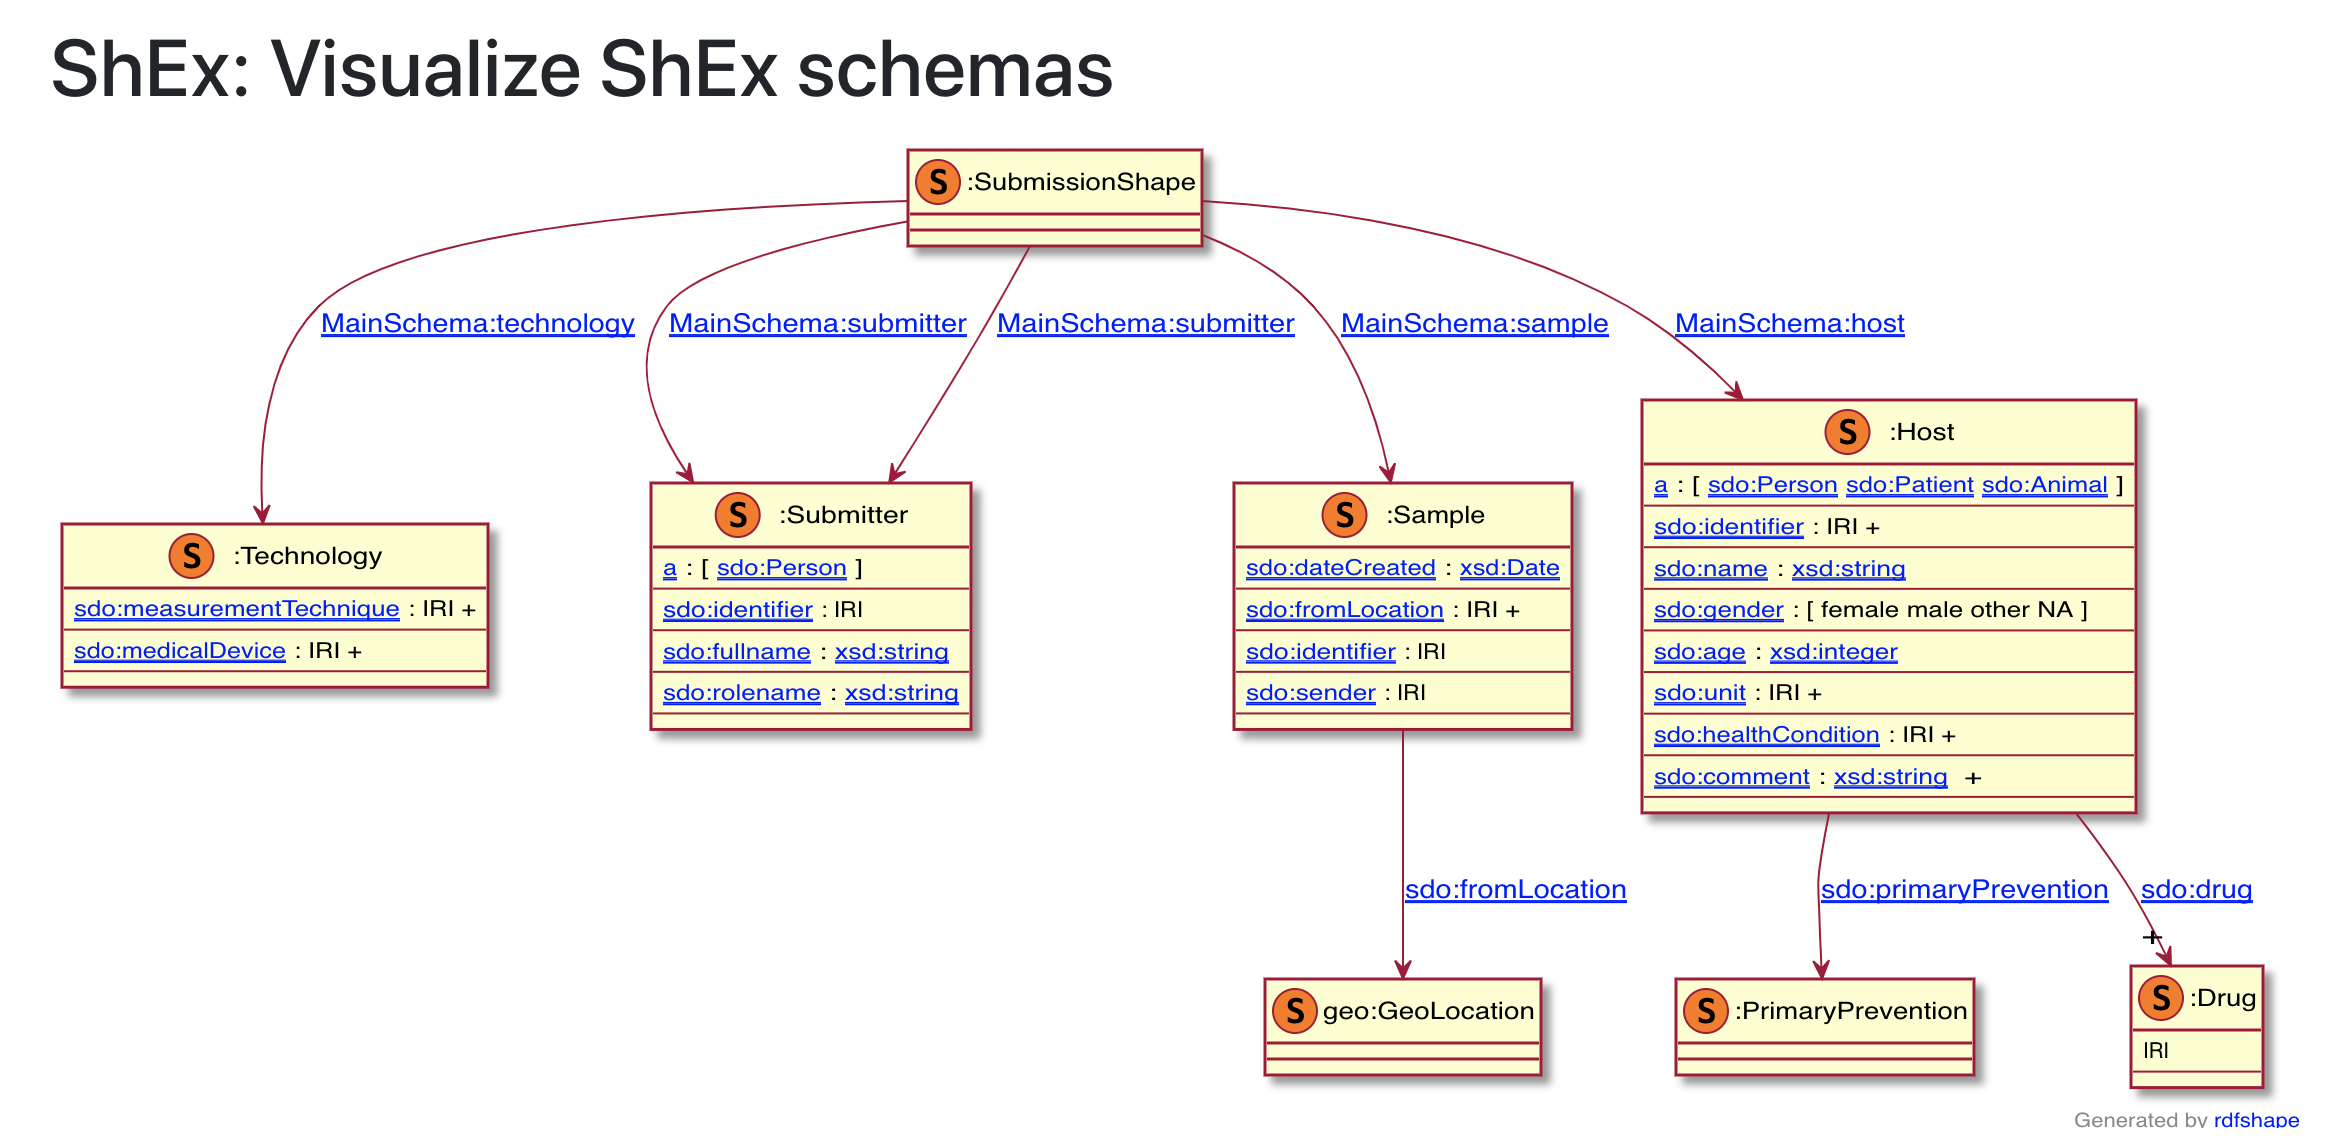 ShEx: Visualize ShEx schemas
S :SubmissionShape
MainSchema:technology
MainSchema:submitter
MainSchema:submitter
MainSchema:sample
MainSchema:host
S :Technology
sdo:measurementTechnique : IRI +
sdo:medicalDevice : IRI +
S :Submitter
a : [ sdo:Person ]
sdo:identifier : IRI
sdo:fullname : xsd:string
sdo:rolename : xsd:string
S :Sample
sdo:dateCreated : xsd:Date
sdo:fromLocation : IRI +
sdo:identifier : IRI
sdo:sender : IRI
S :Host
a : [ sdo:Person sdo:Patient sdo:Animal ]
sdo:identifier : IRI +
sdo:name : xsd:string
sdo:gender : [ female male other NA ]
sdo:age : xsd:integer
sdo:unit : IRI +
sdo:healthCondition : IRI +
sdo:comment : xsd:string +
sdo:fromLocation
sdo:primaryPrevention
sdo:drug
+
S geo:GeoLocation
S :PrimaryPrevention
S :Drug
IRI
Generated by rdfshape